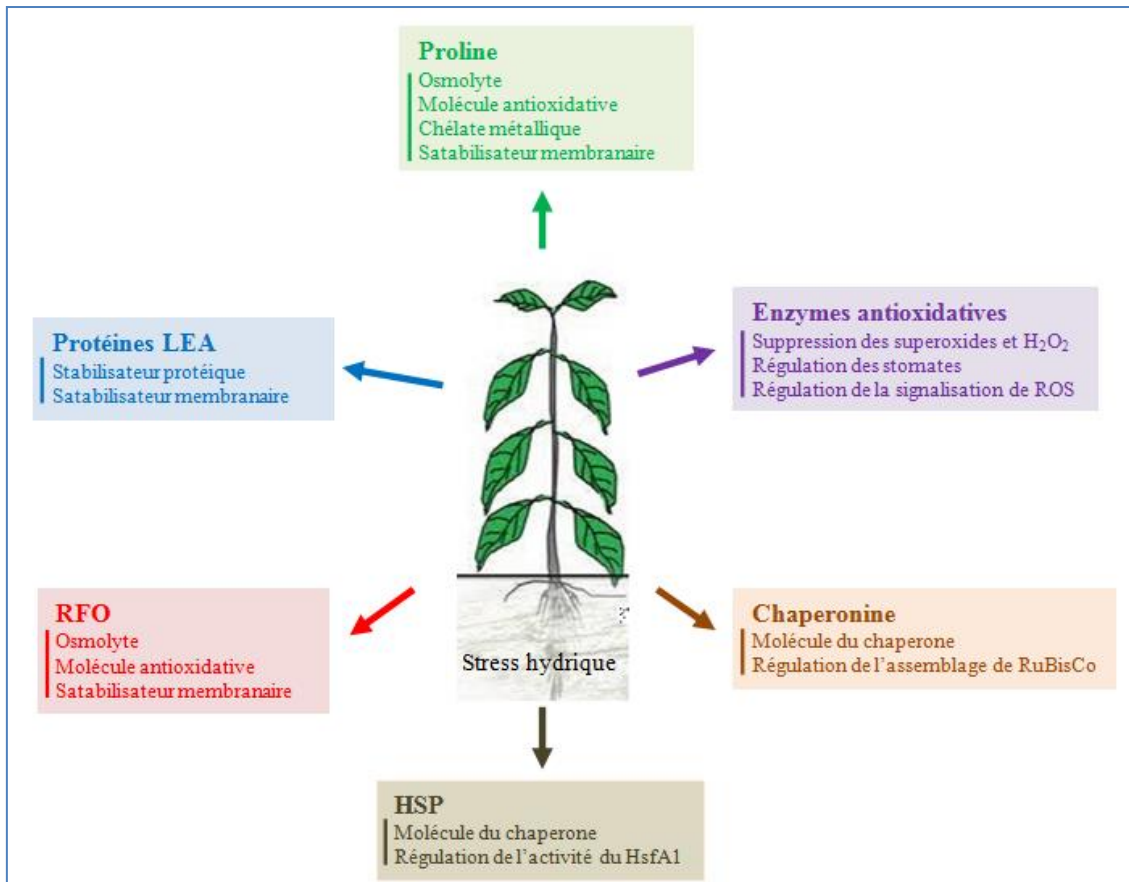 Proline
Osmolyte
Molécule antioxidative
Chélate métallique
Satabilisateur membranaire
Protéines LEA
Stabilisateur protéique
Satabilisateur membranaire
Enzymes antioxidatives
Suppression des superoxides et H₂O₂
Régulation des stomates
Régulation de la signalisation de ROS
RFO
Osmolyte
Molécule antioxidative
Satabilisateur membranaire
Stress hydrique
Chaperonine
Molécule du chaperone
Régulation de l’assemblage de RuBisCo
HSP
Molécule du chaperone
Régulation de l’activité du HsfA1